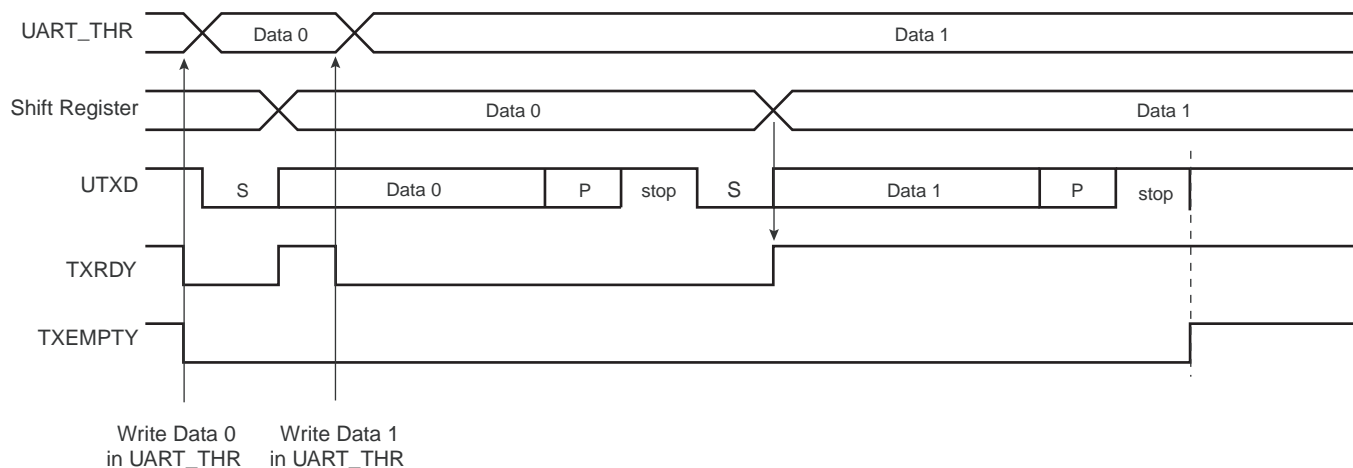 UART_THR
Data 0
Data 1
Shift Register
Data 0
Data 1
UTXD
S
Data 0
P
stop
S
Data 1
P
stop
TXRDY
TXEMPTY
Write Data 0
in UART_THR
Write Data 1
in UART_THR